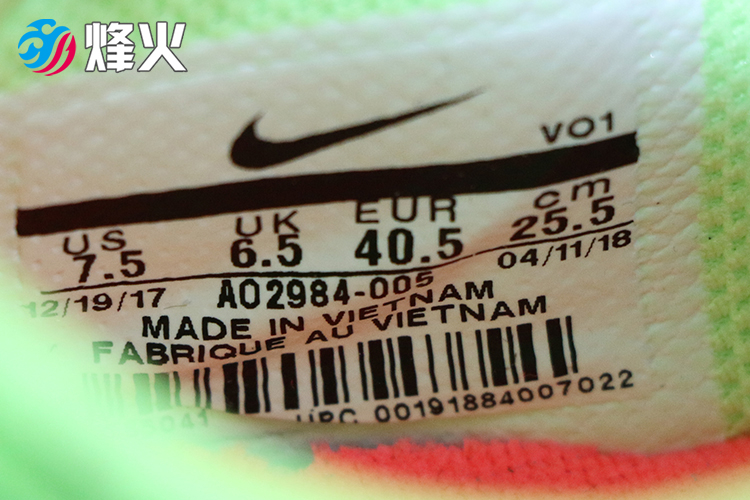 烽火
VO1
US UK EUR cm
7.5 6.5 40.5 25.5
12/19/17 AO2984-005 04/11/18
MADE IN VIETNAM
FABRIQUE AU VIETNAM
UPC 00191884007022